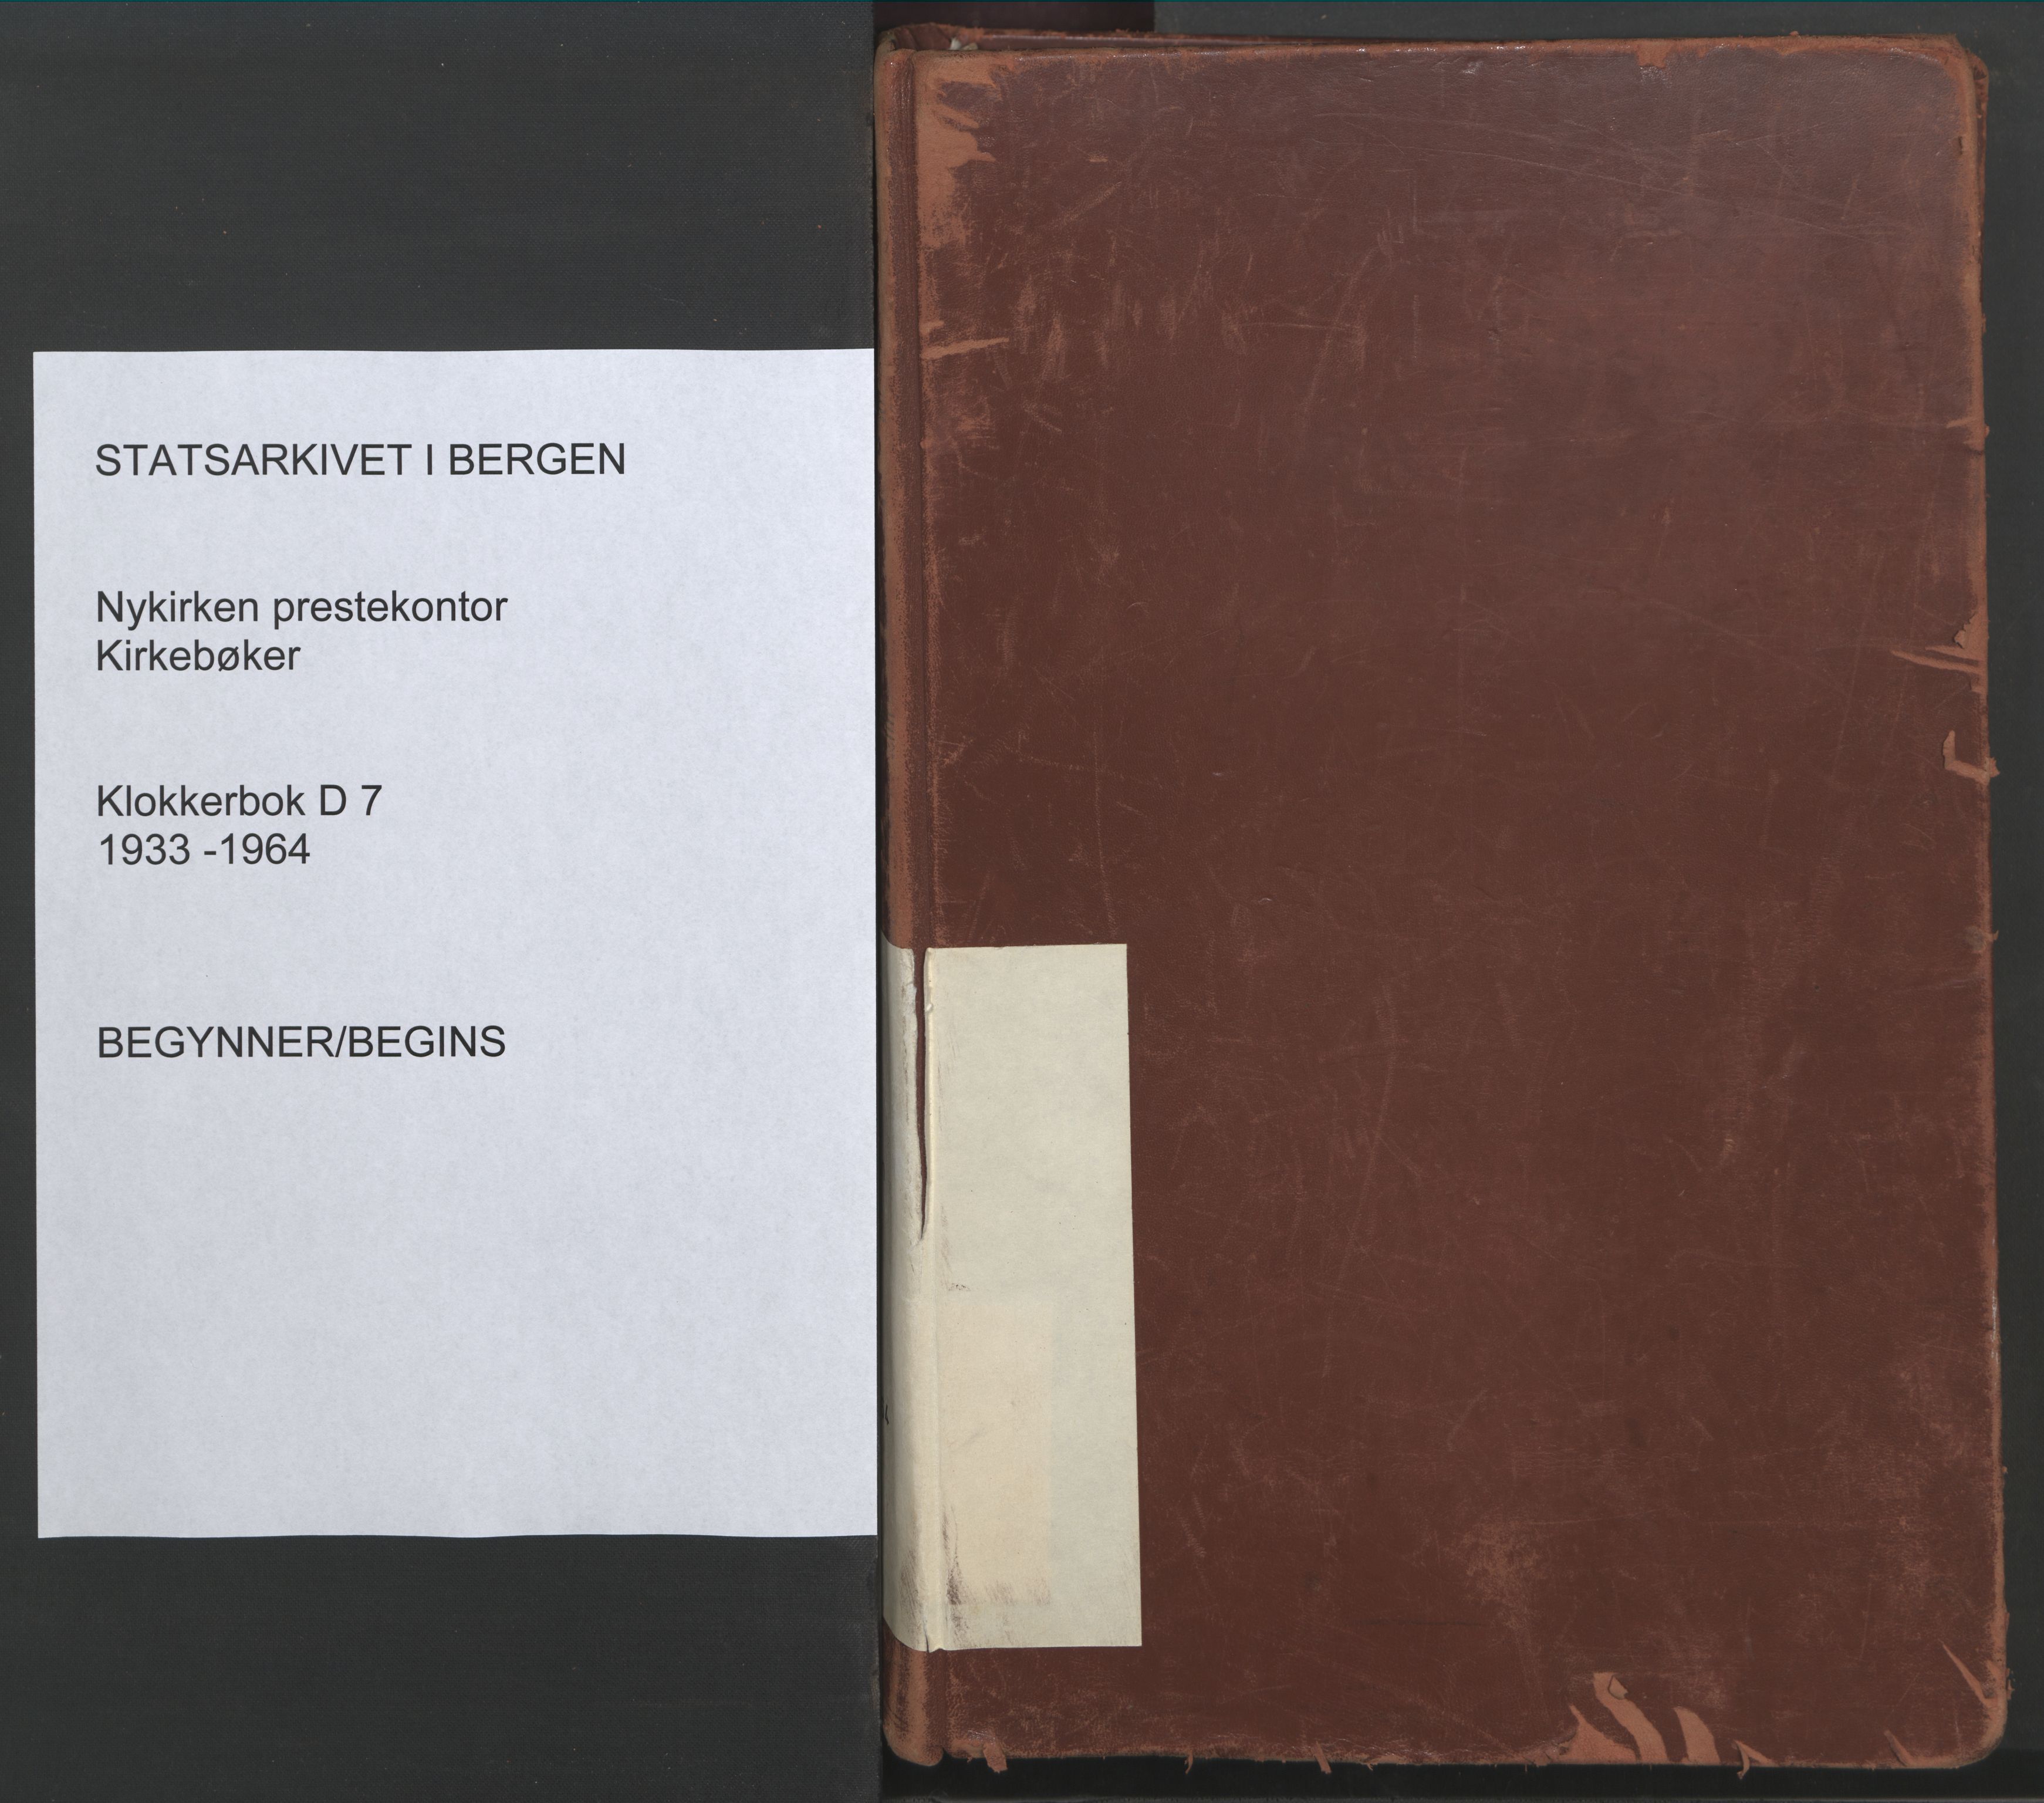 STATSARKIVET I BERGEN
Nykirken prestekontor
Kirkebøker
Klokkerbok D 7
1933 -1964
BEGYNNER/BEGINS